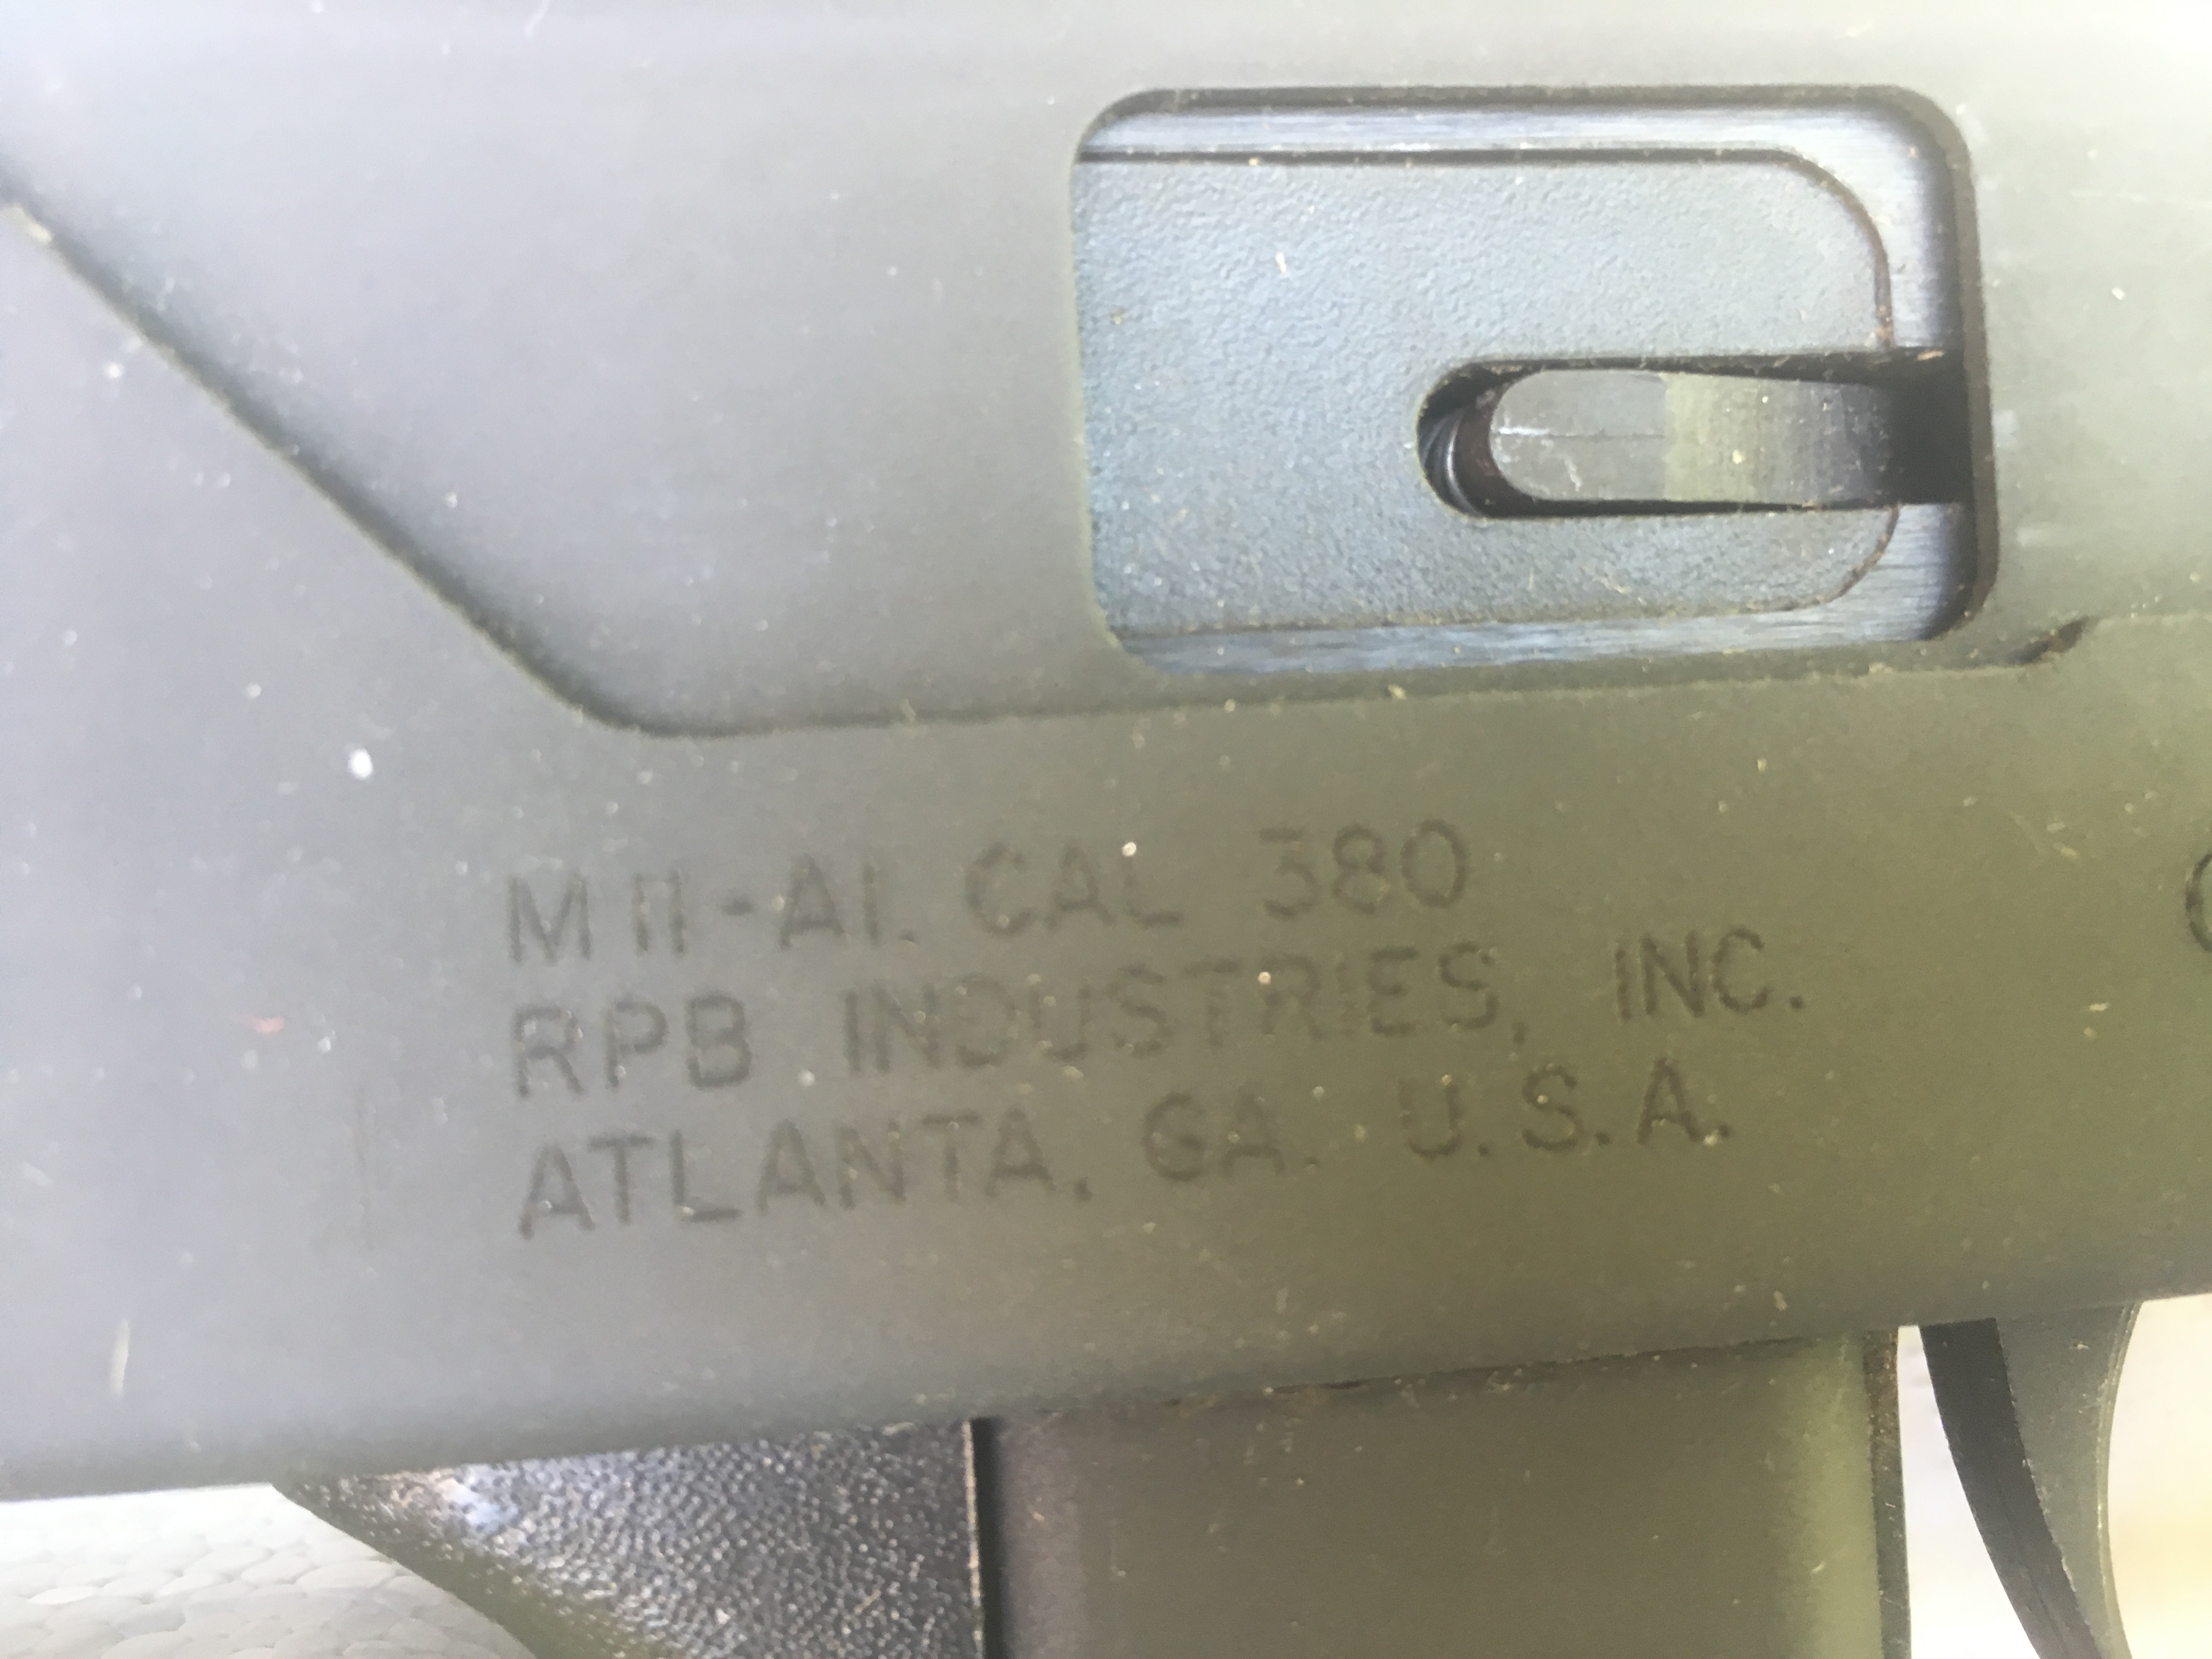 M11-A1. CAL 380
RPB INDUSTRIES, INC.
ATLANTA, GA. U.S.A.